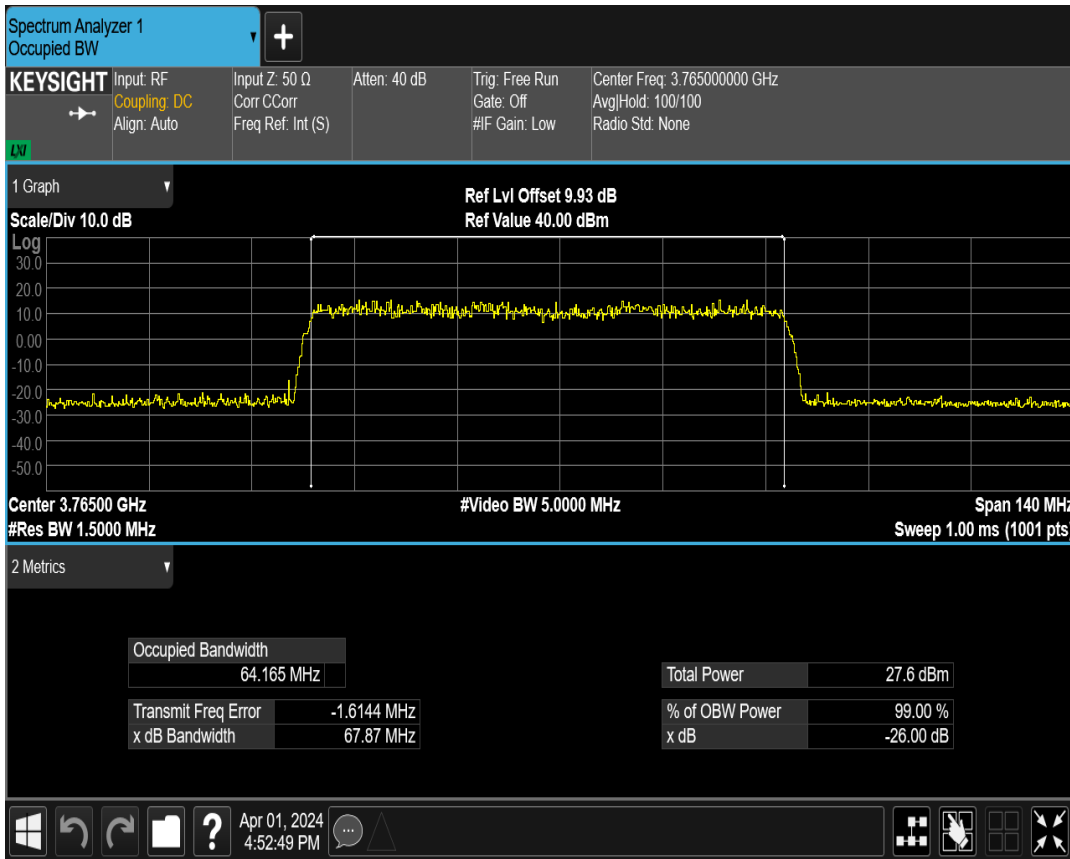 Spectrum Analyzer 1
Occupied BW
+
KEYSIGHT
LXI
Input: RF
Coupling: DC
Align: Auto
Input Z: 50 Ω
Corr CCorr
Freq Ref: Int (S)
Atten: 40 dB
Trig: Free Run
Gate: Off
#IF Gain: Low
Center Freq: 3.765000000 GHz
Avg|Hold: 100/100
Radio Std: None
1 Graph
Scale/Div 10.0 dB
Ref Lvl Offset 9.93 dB
Ref Value 40.00 dBm
Log
30.0
20.0
10.0
0.00
-10.0
-20.0
-30.0
-40.0
-50.0
Center 3.76500 GHz
#Video BW 5.0000 MHz
Span 140 MHz
#Res BW 1.5000 MHz
Sweep 1.00 ms (1001 pts)
2 Metrics
Occupied Bandwidth
64.165 MHz
Total Power 27.6 dBm
Transmit Freq Error -1.6144 MHz
% of OBW Power 99.00 %
x dB Bandwidth 67.87 MHz
x dB -26.00 dB
?
Apr 01, 2024
4:52:49 PM